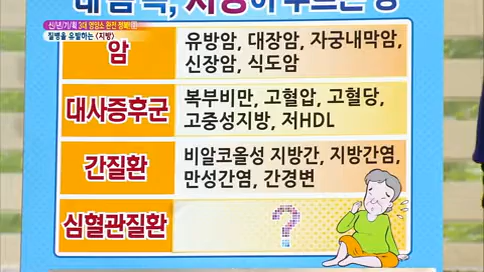 신/년/기/획 3대 영양소 완전 정복!
질병을 유발하는 <지방>
지방이
암
유방암, 대장암, 자궁내막암,
신장암, 식도암
대사증후군
복부비만, 고혈압, 고혈당,
고중성지방, 저HDL
간질환
비알코올성 지방간, 지방간염,
만성간염, 간경변
심혈관질환
?